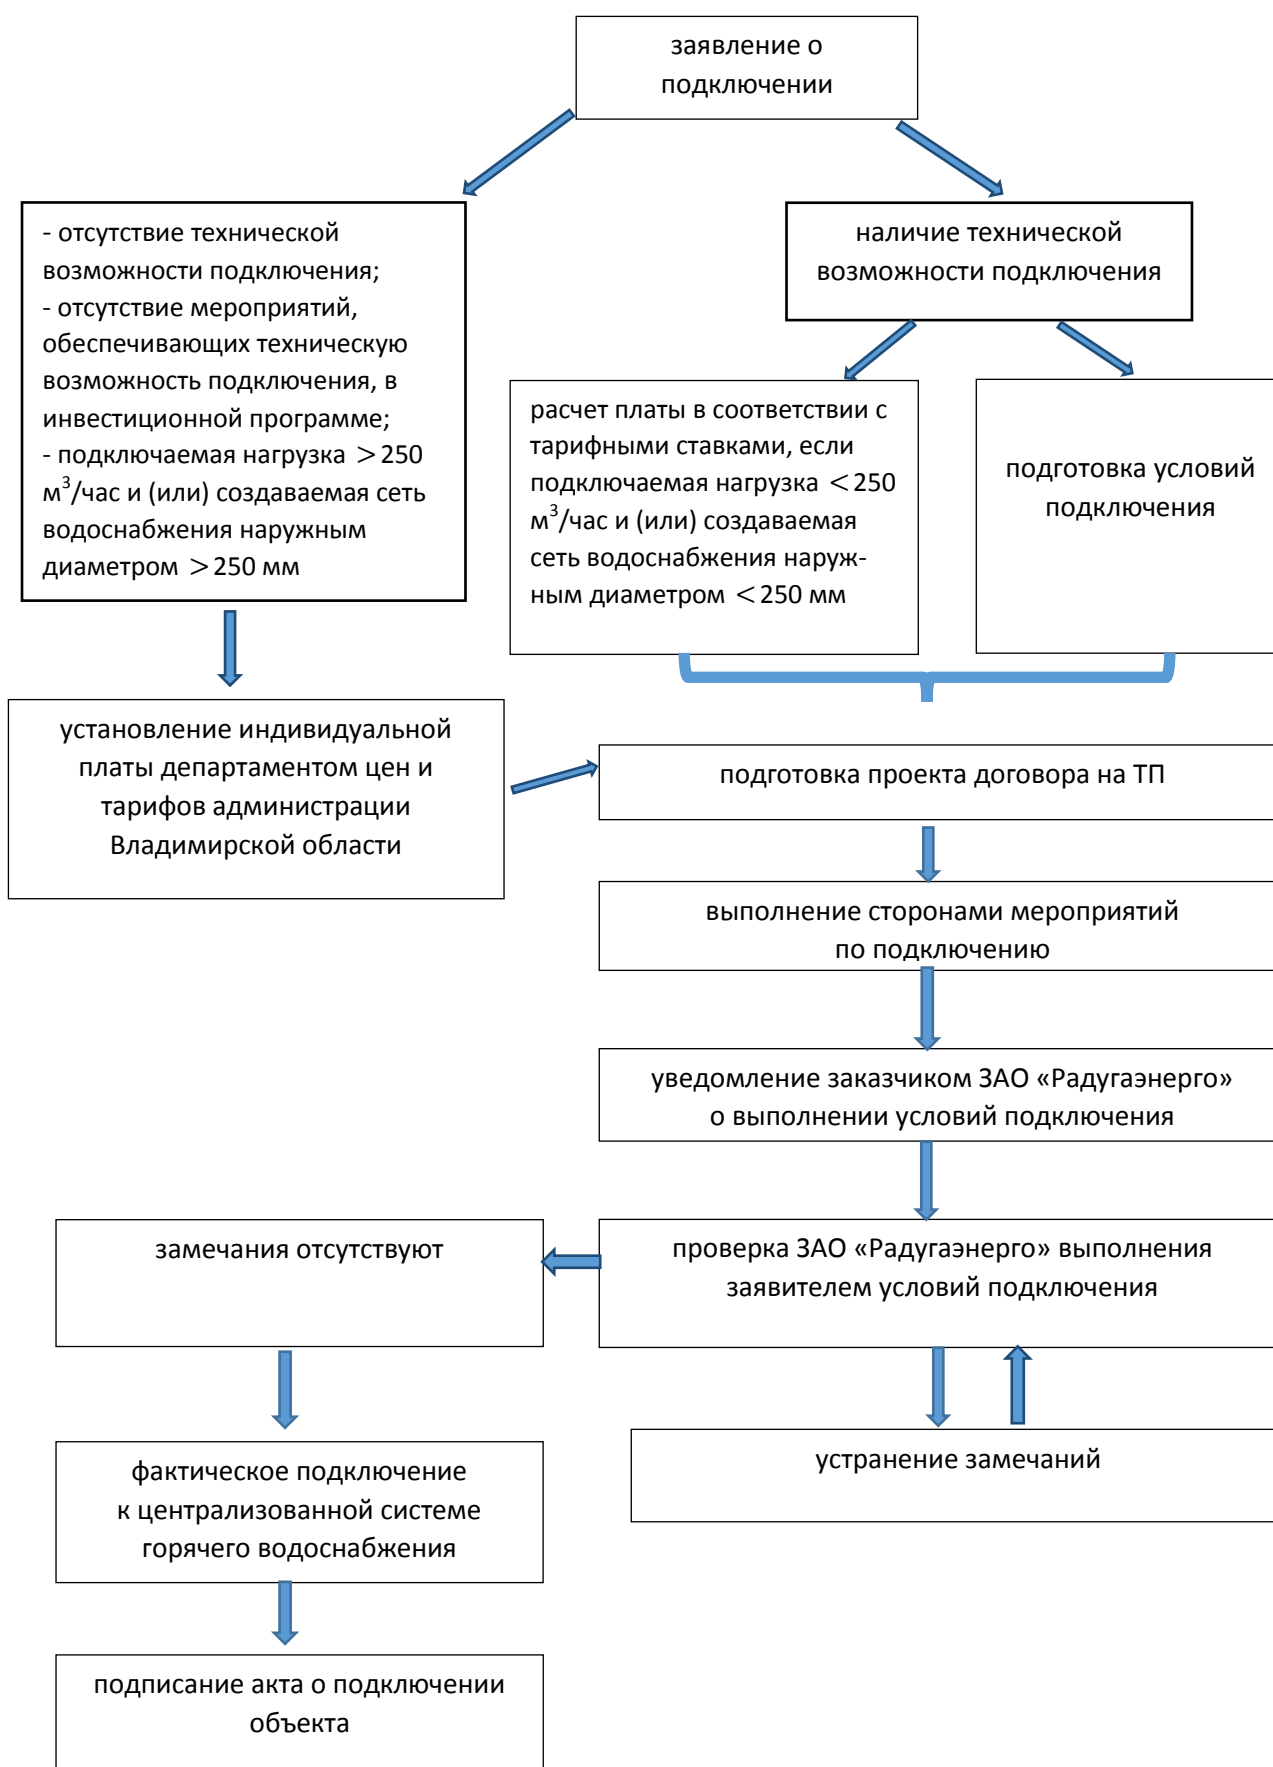 заявление о
подключении
- отсутствие технической
возможности подключения;
- отсутствие мероприятий,
обеспечивающих техническую
возможность подключения, в
инвестиционной программе;
- подключаемая нагрузка >250
м³/час и (или) создаваемая сеть
водоснабжения наружным
диаметром >250 мм
наличие технической
возможности подключения
расчет платы в соответствии с
тарифными ставками, если
подключаемая нагрузка <250
м³/час и (или) создаваемая
сеть водоснабжения наруж-
ным диаметром <250 мм
подготовка условий
подключения
установление индивидуальной
платы департаментом цен и
тарифов администрации
Владимирской области
подготовка проекта договора на ТП
выполнение сторонами мероприятий
по подключению
уведомление заказчиком ЗАО «Радугаэнерго»
о выполнении условий подключения
проверка ЗАО «Радугаэнерго» выполнения
заявителем условий подключения
замечания отсутствуют
устранение замечаний
фактическое подключение
к централизованной системе
горячего водоснабжения
подписание акта о подключении
объекта